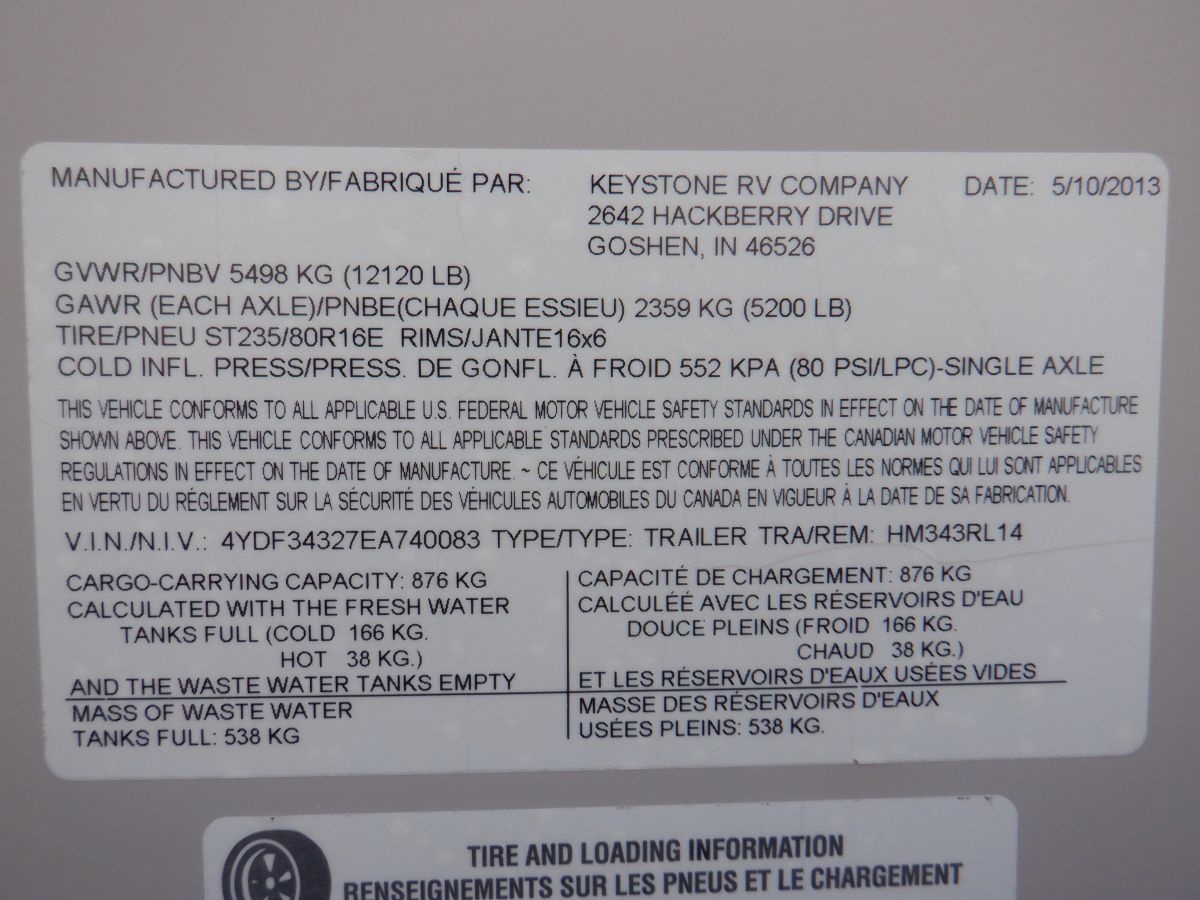 MANUFACTURED BY/FABRIQUÉ PAR: KEYSTONE RV COMPANY DATE: 5/10/2013
2642 HACKBERRY DRIVE
GOSHEN, IN 46526
GVWR/PNBV 5498 KG (12120 LB)
GAWR (EACH AXLE)/PNBE(CHAQUE ESSIEU) 2359 KG (5200 LB)
TIRE/PNEU ST235/80R16E RIMS/JANTE16x6
COLD INFL. PRESS/PRESS. DE GONFL. À FROID 552 KPA (80 PSI/LPC)-SINGLE AXLE
THIS VEHICLE CONFORMS TO ALL APPLICABLE U.S. FEDERAL MOTOR VEHICLE SAFETY STANDARDS IN EFFECT ON THE DATE OF MANUFACTURE
SHOWN ABOVE. THIS VEHICLE CONFORMS TO ALL APPLICABLE STANDARDS PRESCRIBED UNDER THE CANADIAN MOTOR VEHICLE SAFETY
REGULATIONS IN EFFECT ON THE DATE OF MANUFACTURE. ~ CE VÉHICULE EST CONFORME À TOUTES LES NORMES QUI LUI SONT APPLICABLES
EN VERTU DU RÉGLEMENT SUR LA SÉCURITÉ DES VÉHICULES AUTOMOBILES DU CANADA EN VIGUEUR À LA DATE DE SA FABRICATION.
V.I.N./N.I.V.: 4YDF34327EA740083 TYPE/TYPE: TRAILER TRA/REM: HM343RL14
CARGO-CARRYING CAPACITY: 876 KG
CALCULATED WITH THE FRESH WATER
TANKS FULL (COLD 166 KG.
HOT 38 KG.)
AND THE WASTE WATER TANKS EMPTY
MASS OF WASTE WATER
TANKS FULL: 538 KG
CAPACITÉ DE CHARGEMENT: 876 KG
CALCULÉÉ AVEC LES RÉSERVOIRS D'EAU
DOUCE PLEINS (FROID 166 KG.
CHAUD 38 KG.)
ET LES RÉSERVOIRS D'EAUX USÉES VIDES
MASSE DES RÉSERVOIRS D'EAUX
USÉES PLEINS: 538 KG.
TIRE AND LOADING INFORMATION
RENSEIGNEMENTS SUR LES PNEUS ET LE CHARGEMENT